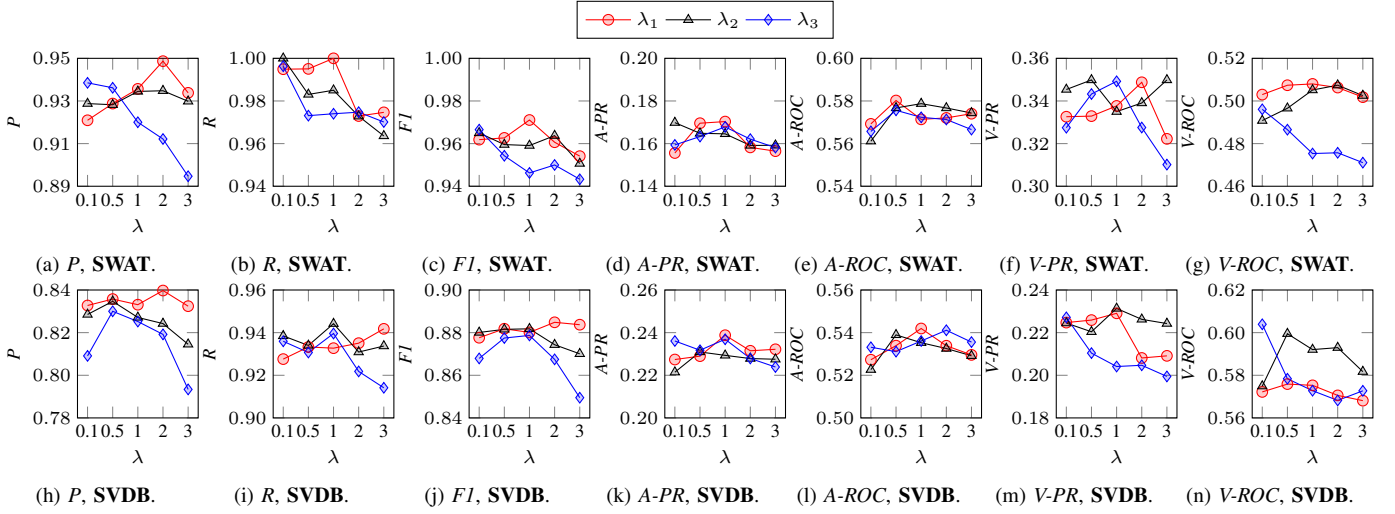 λ1 λ2 λ3
0.95 1.00 1.00 0.20 0.60 0.36 0.52
0.93 0.98 0.98 0.18 0.58 0.34 0.50
0.91 0.96 0.96 0.16 0.56 0.32 0.48
0.89 0.94 0.94 0.14 0.54 0.30 0.46
P R F1 A-PR A-ROC V-PR V-ROC
0.1 0.5 1 2 3 0.1 0.5 1 2 3 0.1 0.5 1 2 3 0.1 0.5 1 2 3 0.1 0.5 1 2 3 0.1 0.5 1 2 3 0.1 0.5 1 2 3
λ λ λ λ λ λ λ
(a) P, SWAT. (b) R, SWAT. (c) F1, SWAT. (d) A-PR, SWAT. (e) A-ROC, SWAT. (f) V-PR, SWAT. (g) V-ROC, SWAT.
0.84 0.96 0.90 0.26 0.56 0.24 0.62
0.82 0.94 0.88 0.24 0.54 0.22 0.60
0.80 0.92 0.86 0.22 0.52 0.20 0.58
0.78 0.90 0.84 0.20 0.50 0.18 0.56
P R F1 A-PR A-ROC V-PR V-ROC
0.1 0.5 1 2 3 0.1 0.5 1 2 3 0.1 0.5 1 2 3 0.1 0.5 1 2 3 0.1 0.5 1 2 3 0.1 0.5 1 2 3 0.1 0.5 1 2 3
λ λ λ λ λ λ λ
(h) P, SVDB. (i) R, SVDB. (j) F1, SVDB. (k) A-PR, SVDB. (l) A-ROC, SVDB. (m) V-PR, SVDB. (n) V-ROC, SVDB.